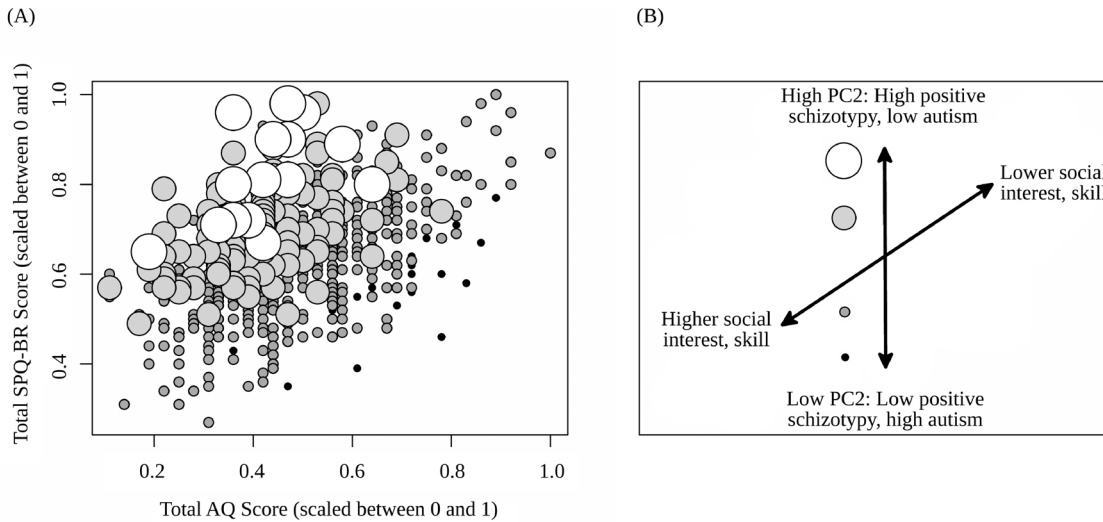 (A)
(B)
Total SPQ-BR Score (scaled between 0 and 1)
1.0
0.8
0.6
0.4
0.2
0.4
0.6
0.8
1.0
Total AQ Score (scaled between 0 and 1)
High PC2: High positive
schizotypy, low autism
Lower social
interest, skill
Higher social
interest, skill
Low PC2: Low positive
schizotypy, high autism